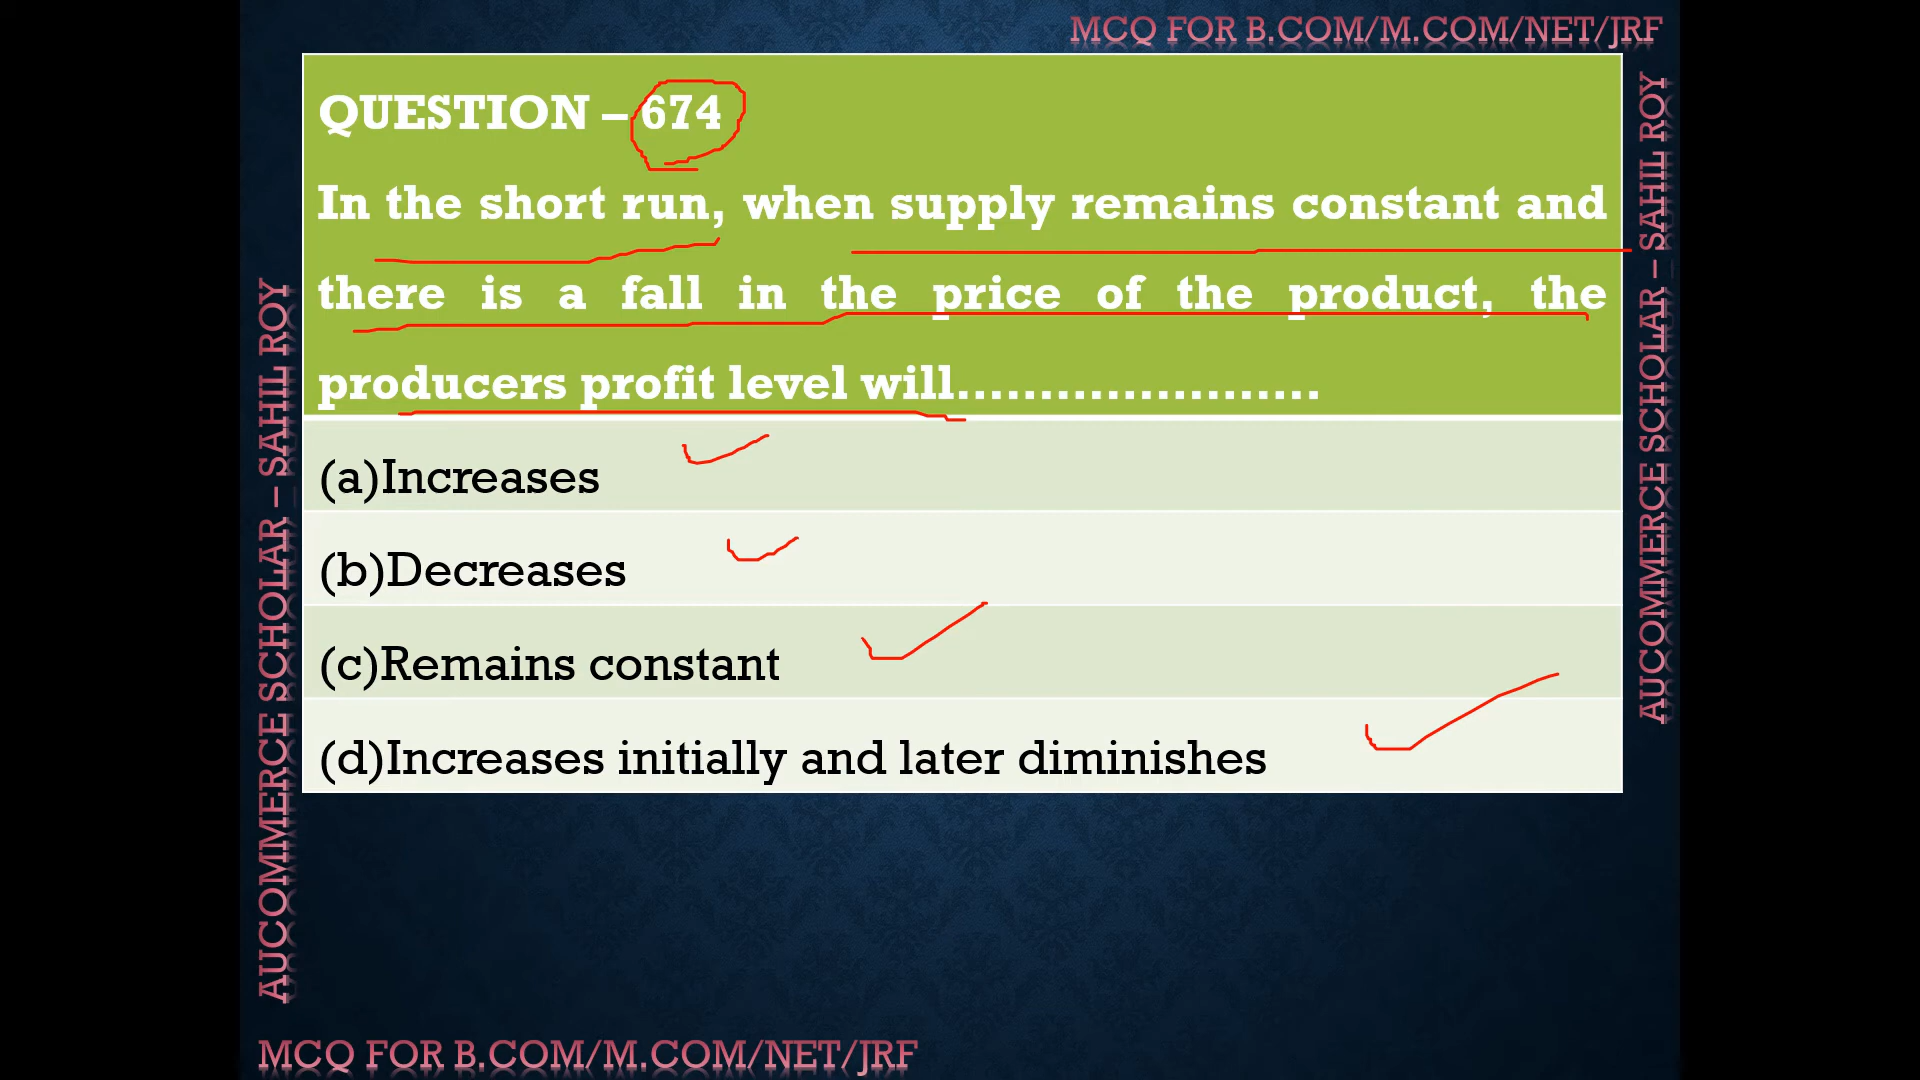 MCQ FOR B.COM/M.COM/NET/JRF
QUESTION – 674
In the short run, when supply remains constant and
there is a fall in the price of the product, the
producers profit level will.....................
(a)Increases
(b)Decreases
(c)Remains constant
(d)Increases initially and later diminishes
AUCOMMERCE SCHOLAR – SAHIL ROY
AUCOMMERCE SCHOLAR – SAHIL ROY
MCQ FOR B.COM/M.COM/NET/JRF